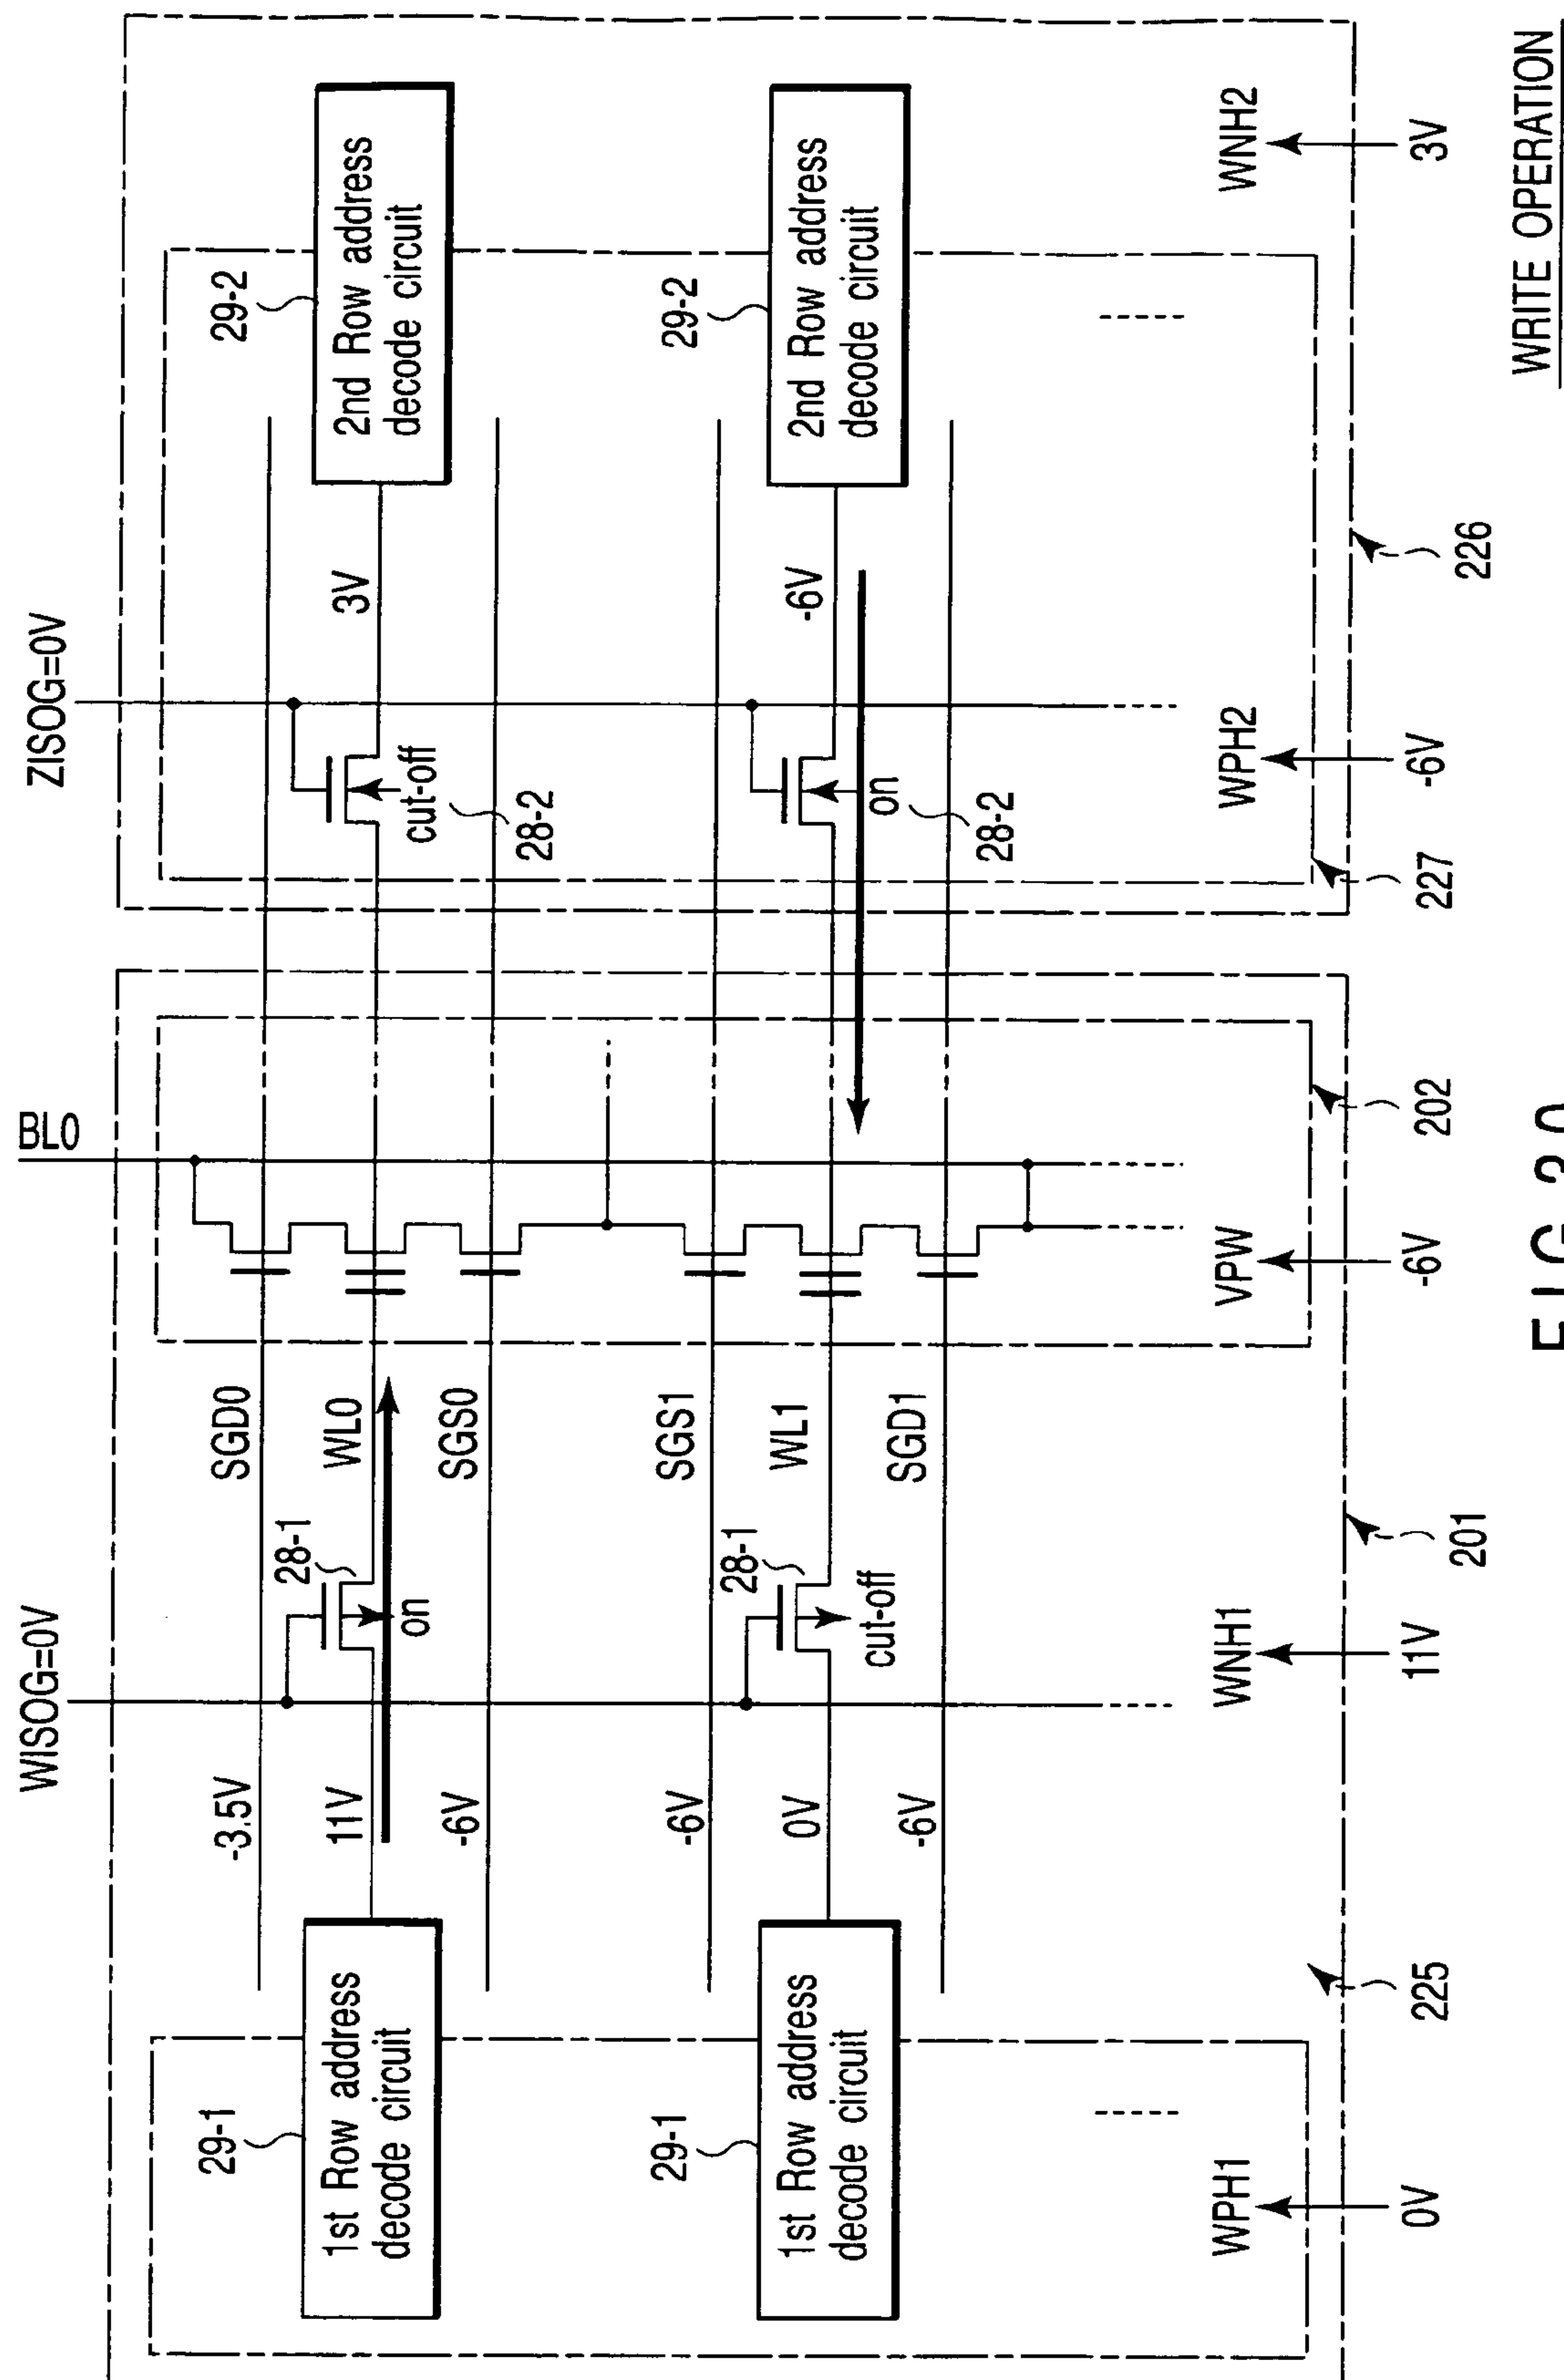 WISOG=0V
BL0
ZISOG=0V
-3.5V
SGD0
29-1
1st Row address
decode circuit
11V
28-1
on
WL0
cut-off
28-2
3V
29-2
2nd Row address
decode circuit
-6V
SGS0
-6V
SGS1
29-1
1st Row address
decode circuit
0V
28-1
cut-off
WL1
on
28-2
-6V
29-2
2nd Row address
decode circuit
-6V
SGD1
WPH1
0V
225
WNH1
11V
201
VPW
-6V
202
227
WPH2
-6V
226
WNH2
3V
WRITE OPERATION